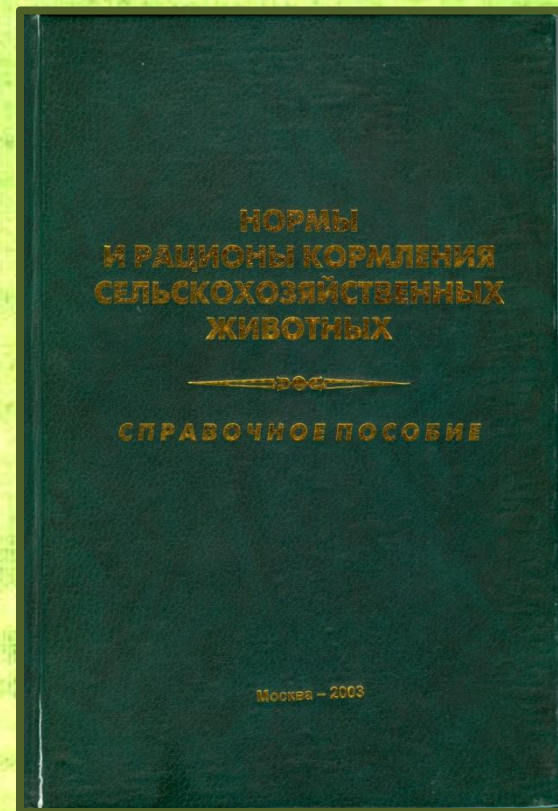 НОРМЫ
И РАЦИОНЫ КОРМЛЕНИЯ
СЕЛЬСКОХОЗЯЙСТВЕННЫХ
ЖИВОТНЫХ
СПРАВОЧНОЕ ПОСОБИЕ
Москва – 2003